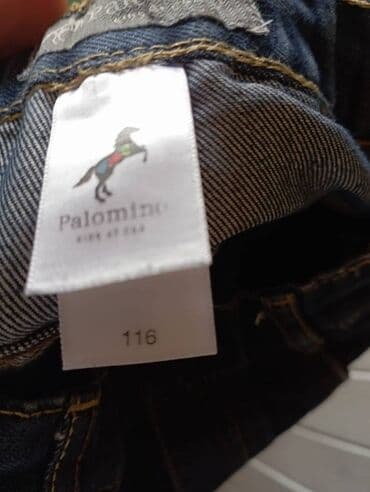 Palomino
KIDS AT C&A
116